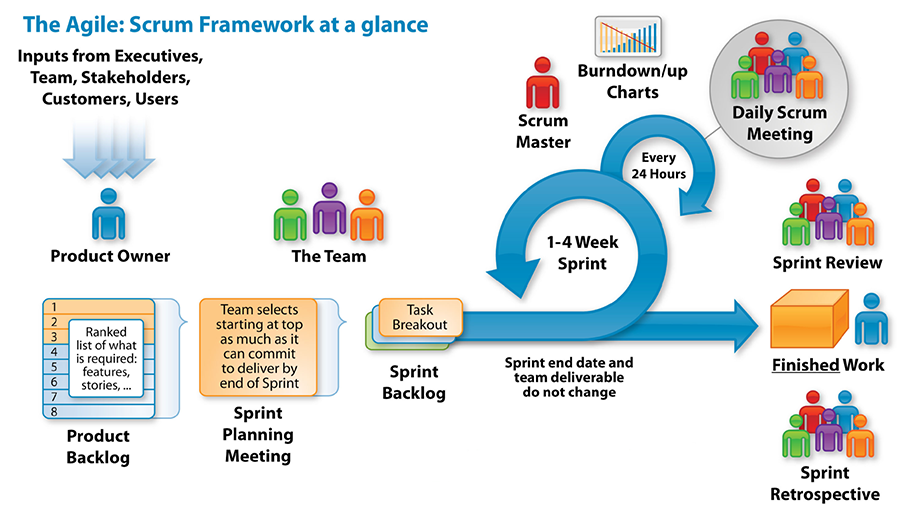 The Agile: Scrum Framework at a glance
Inputs from Executives,
Team, Stakeholders,
Customers, Users
Product Owner
The Team
Scrum
Master
Burndown/up
Charts
Daily Scrum
Meeting
Every
24 Hours
1-4 Week
Sprint
Sprint Review
1
2
3
4
5
6
7
8
Ranked
list of what
is required:
features,
stories, ...
Product
Backlog
Team selects
starting at top
as much as it
can commit
to deliver by
end of Sprint
Sprint
Planning
Meeting
Task
Breakout
Sprint
Backlog
Sprint end date and
team deliverable
do not change
Finished Work
Sprint
Retrospective